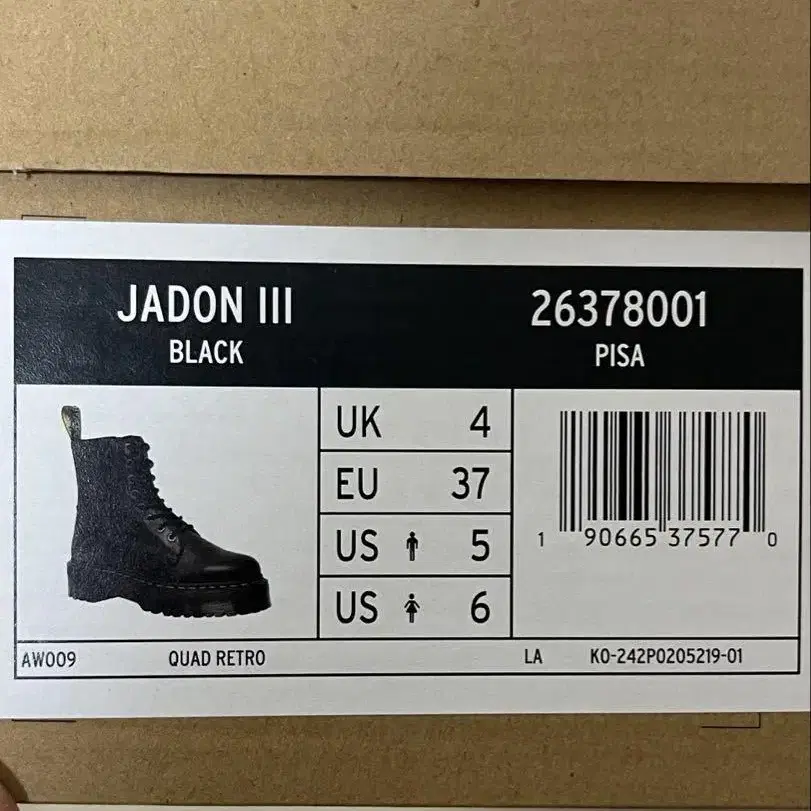 JADON III
BLACK
26378001
PISA
UK 4
EU 37
US 5
US 6
1 90665 37577 0
AW009 QUAD RETRO LA KO-242P0205219-01